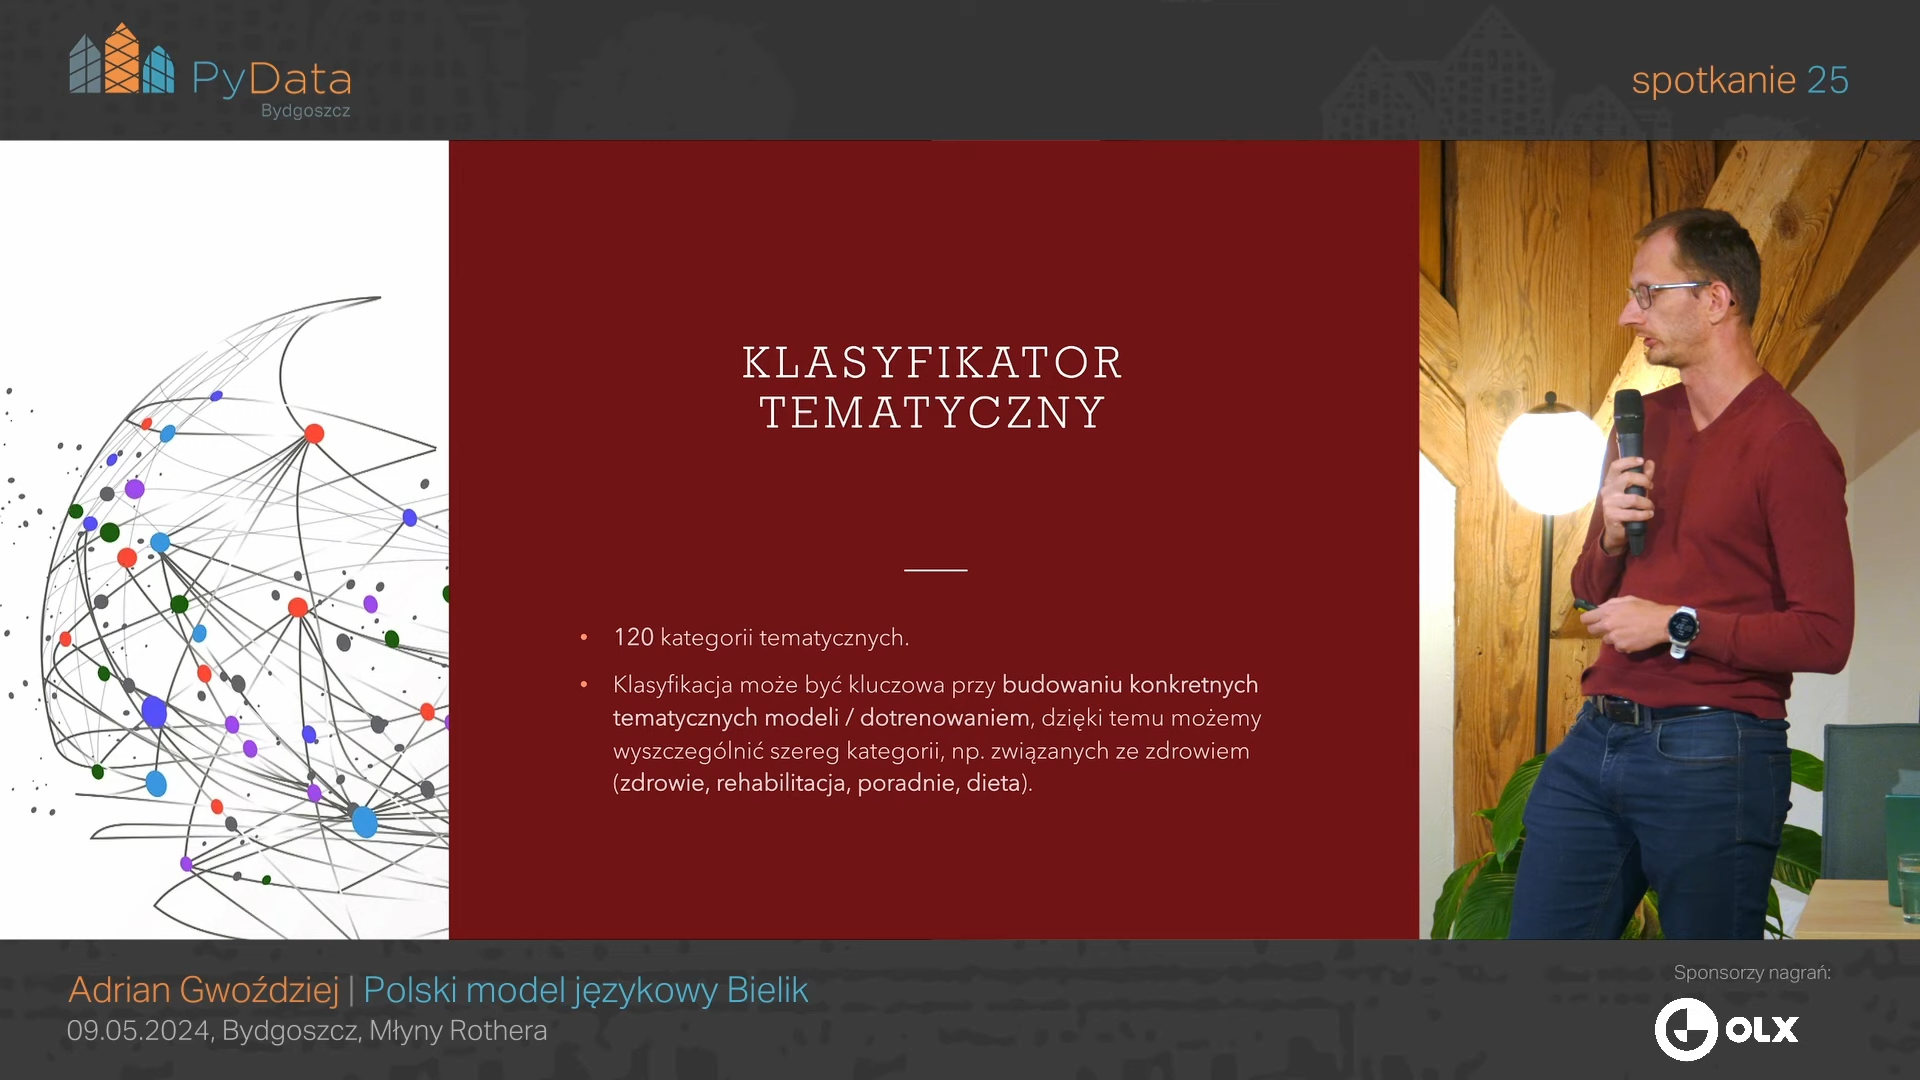 PyData
Bydgoszcz
spotkanie 25
KLASYFIKATOR
TEMATYCZNY
• 120 kategorii tematycznych.
• Klasyfikacja może być kluczowa przy budowaniu konkretnych
tematycznych modeli / dotrenowaniem, dzięki temu możemy
wyszczególnić szereg kategorii, np. związanych ze zdrowiem
(zdrowie, rehabilitacja, poradnie, dieta).
Adrian Gwoździej | Polski model językowy Bielik
09.05.2024, Bydgoszcz, Młyny Rothera
Sponsorzy nagrań:
OLX